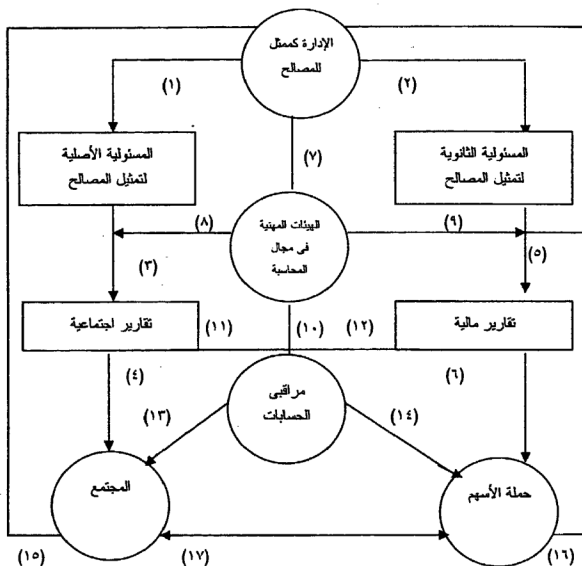 الإدارة كممثل
للمصالح
(١)
(٢)
المسئولية الأصلية
لتمثيل المصالح
(٧)
المسئولية الثانوية
لتمثيل المصالح
الهيئات المهنية
فى مجال
المحاسبة
(٨)
(٩)
(٣)
(٥)
تقارير اجتماعية
(١١)
(١٠)
(١٢)
تقارير مالية
(٤)
(٦)
مراقبى
الحسابات
(١٣)
(١٤)
المجتمع
حملة الأسهم
(١٥)
(١٧)
(١٦)